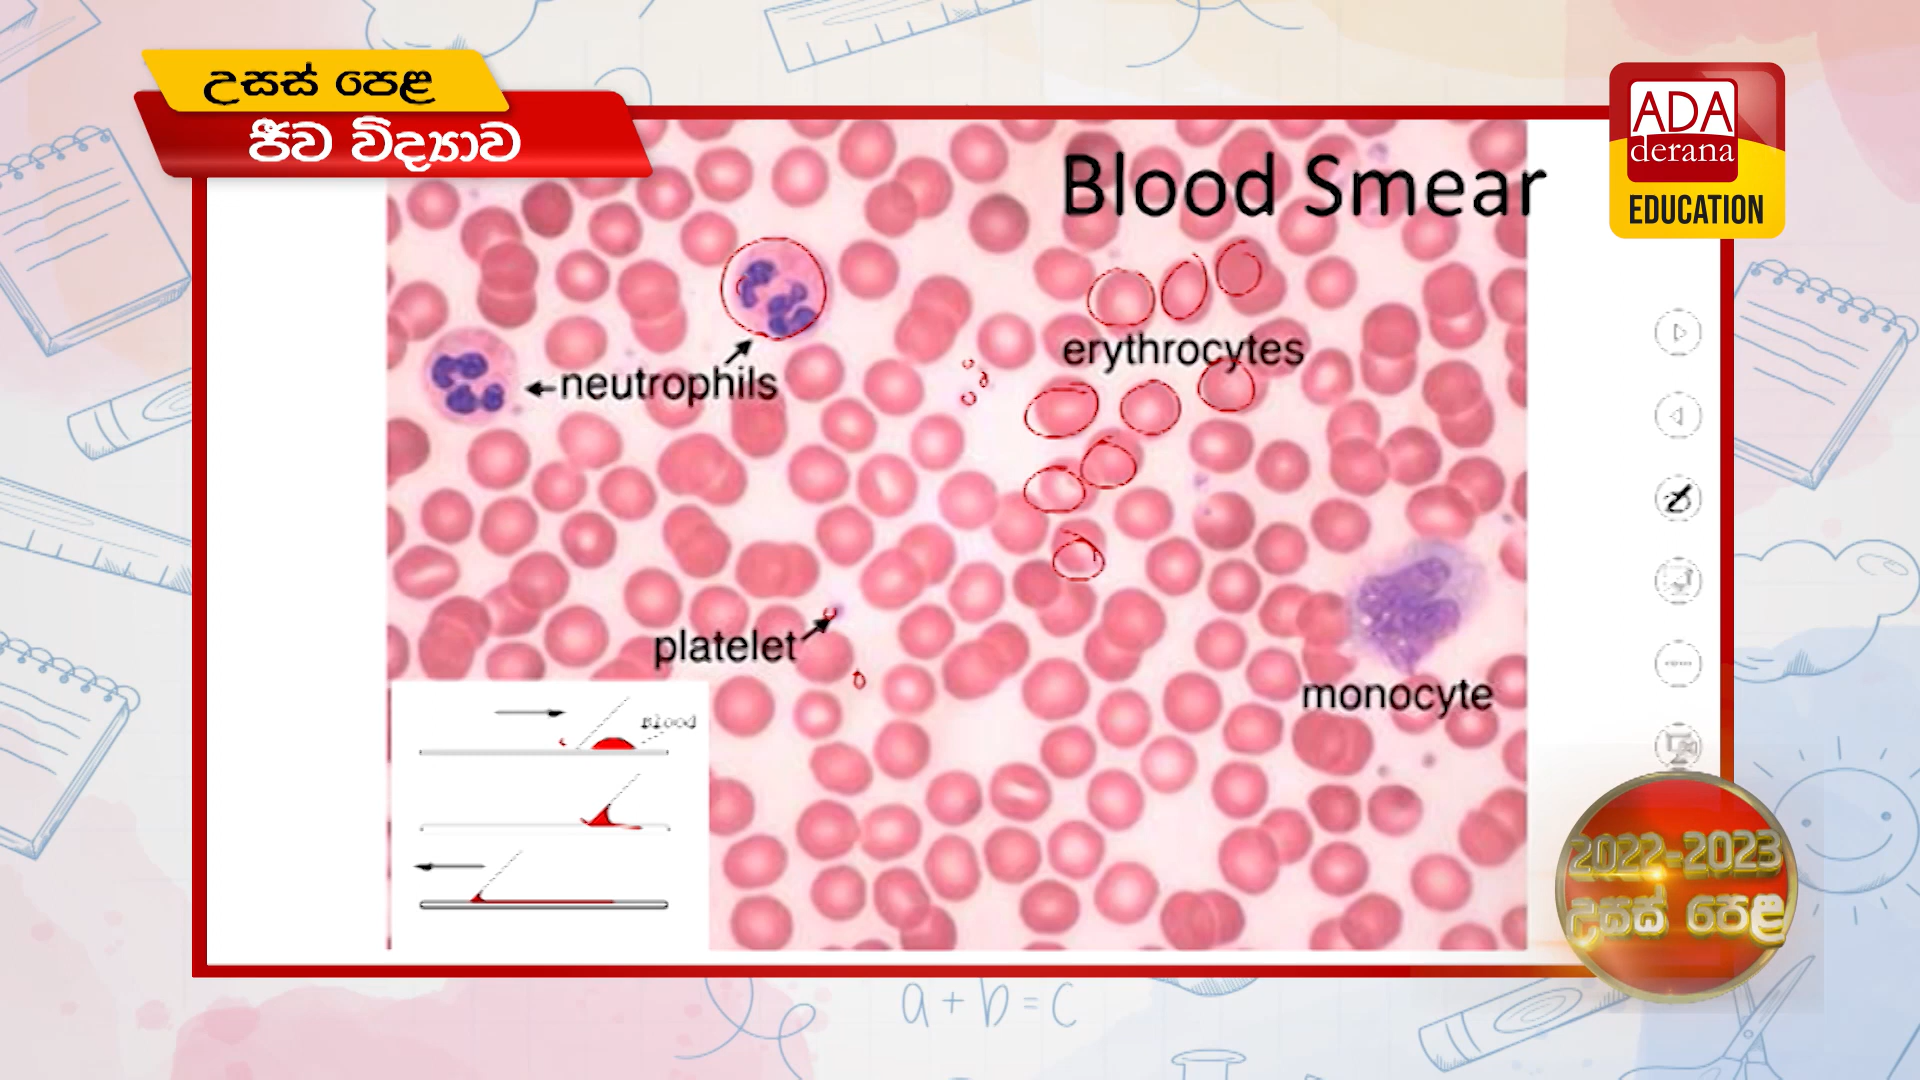 උසස් පෙළ
ජීව විද්‍යාව
ADA
derana
EDUCATION
Blood Smear
erythrocytes
neutrophils
platelet
monocyte
Blood
2022-2023
උසස් පෙළ
a + b = c